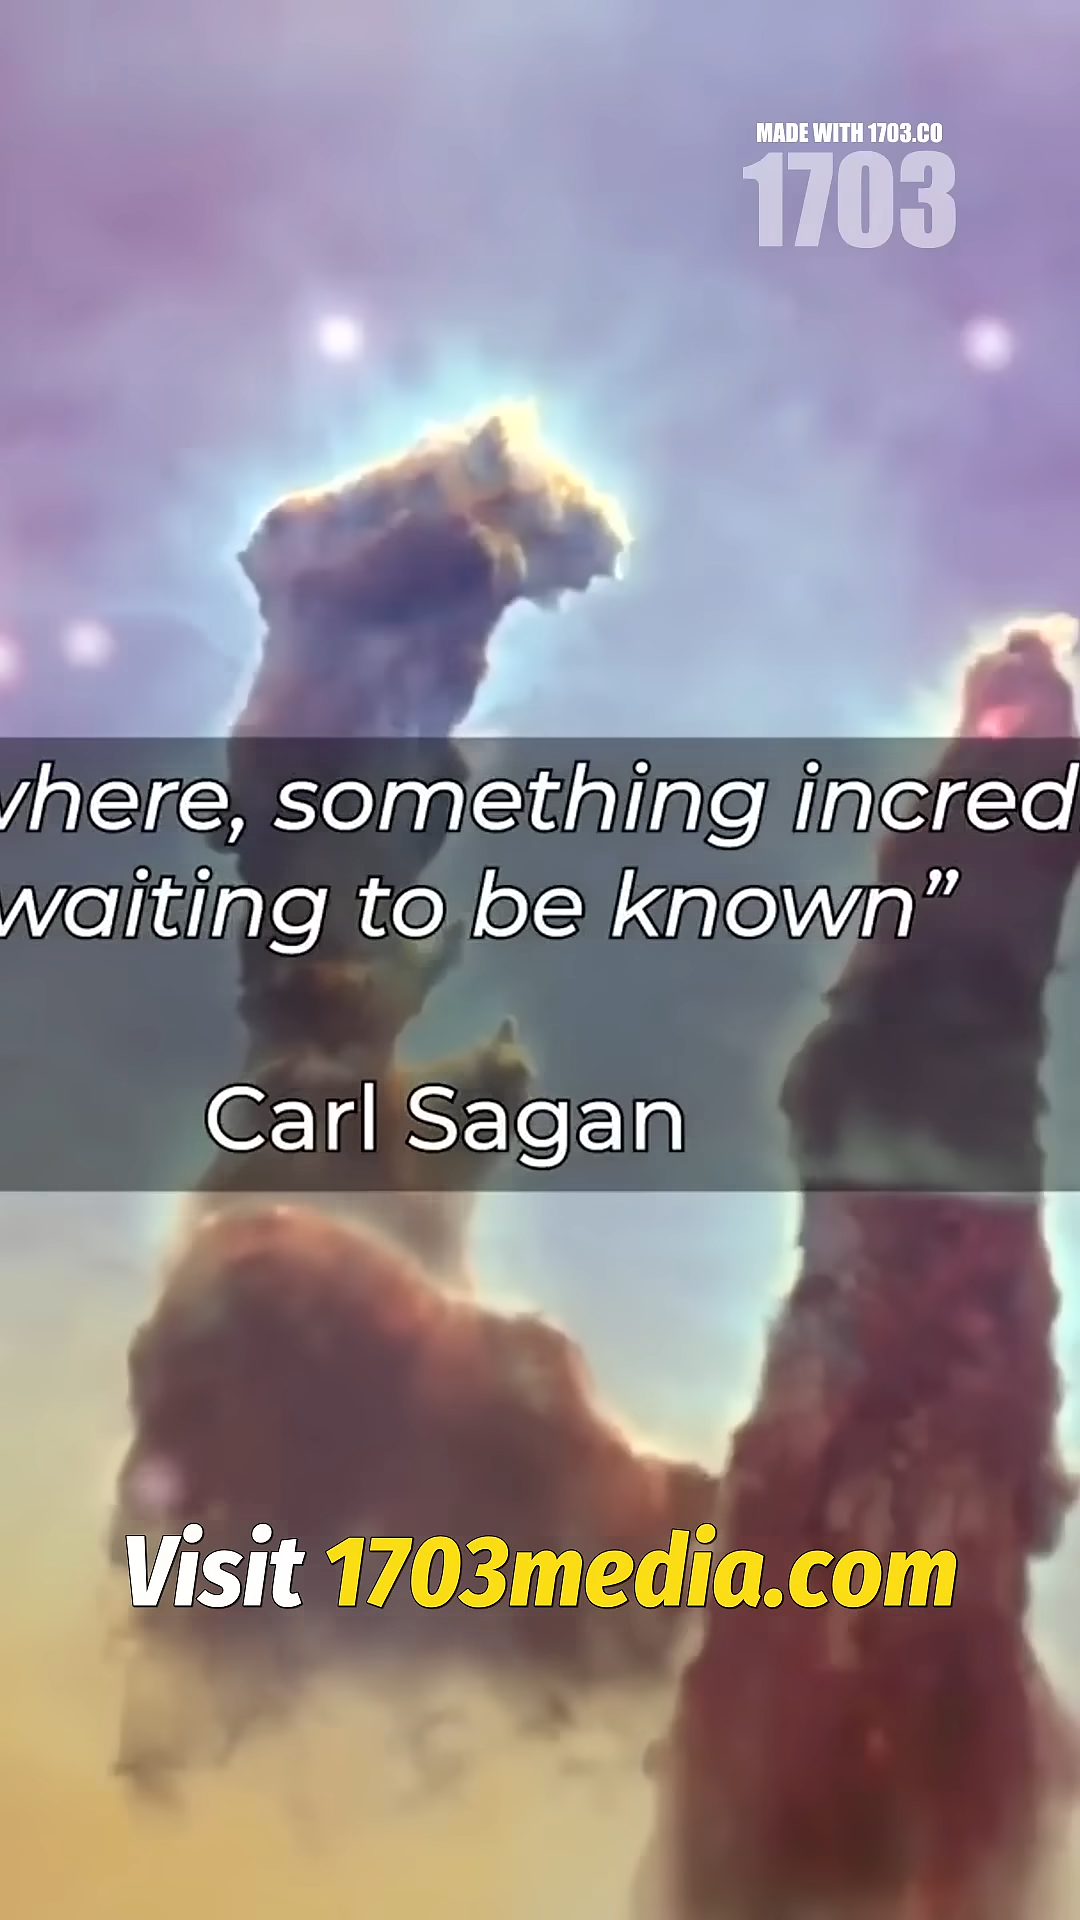 MADE WITH 1703.CO
1703
where, something incred
waiting to be known”
Carl Sagan
Visit 1703media.com